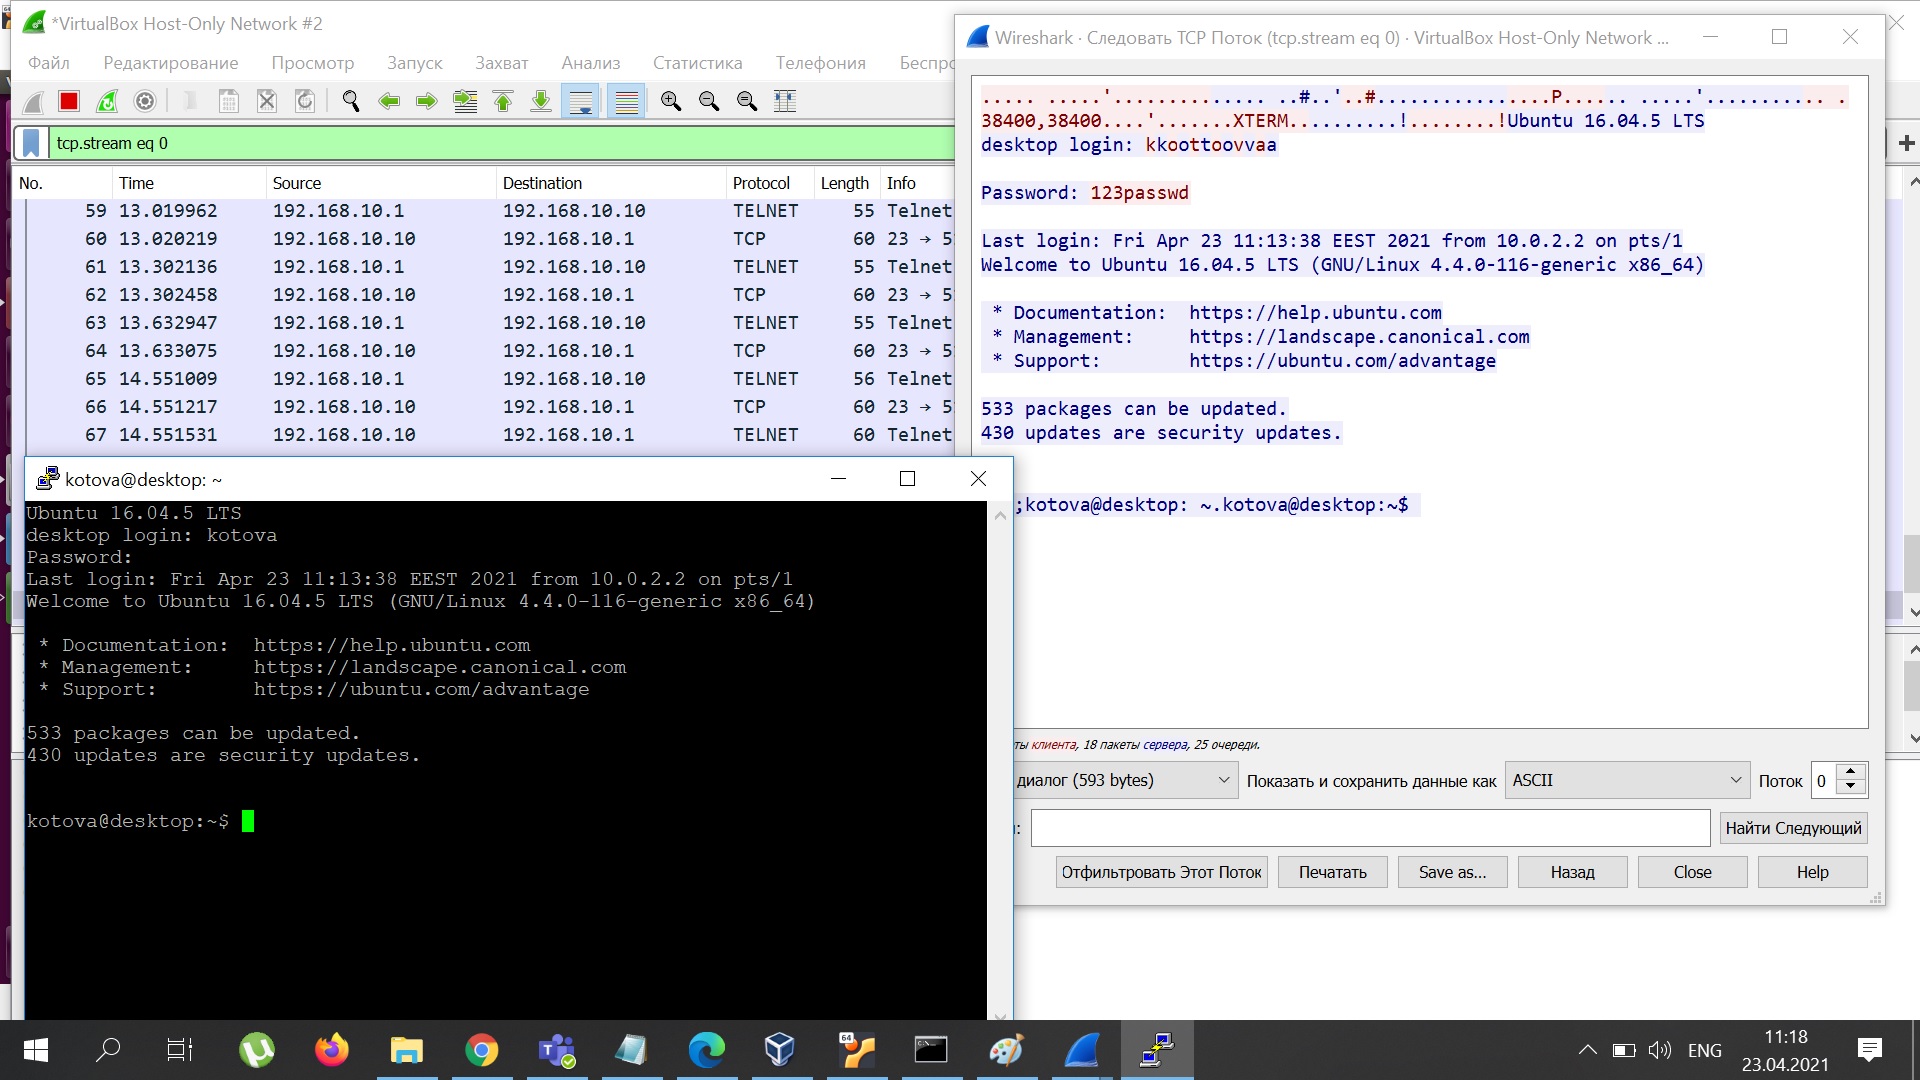 *VirtualBox Host-Only Network #2
Файл Редактирование Просмотр Запуск Захват Анализ Статистика Телефония
tcp.stream eq 0
No. Time Source Destination Protocol Length Info
59 13.019962 192.168.10.1 192.168.10.10 TELNET 55 Telnet
60 13.020219 192.168.10.10 192.168.10.1 TCP 60 23 →
61 13.302136 192.168.10.1 192.168.10.10 TELNET 55 Telnet
62 13.302458 192.168.10.10 192.168.10.1 TCP 60 23 →
63 13.632947 192.168.10.1 192.168.10.10 TELNET 55 Telnet
64 13.633075 192.168.10.10 192.168.10.1 TCP 60 23 →
65 14.551009 192.168.10.1 192.168.10.10 TELNET 56 Telnet
66 14.551217 192.168.10.10 192.168.10.1 TCP 60 23 →
67 14.551531 192.168.10.10 192.168.10.1 TELNET 60 Telnet
Wireshark · Следовать TCP Поток (tcp.stream eq 0) · VirtualBox Host-Only Network ...
..... .....'.............. ..#..'..#................P...... .....'............ .
38400,38400....'.......XTERM..........!........!Ubuntu 16.04.5 LTS
desktop login: kkoottoovvaa
Password: 123passwd
Last login: Fri Apr 23 11:13:38 EEST 2021 from 10.0.2.2 on pts/1
Welcome to Ubuntu 16.04.5 LTS (GNU/Linux 4.4.0-116-generic x86_64)
* Documentation: https://help.ubuntu.com
* Management: https://landscape.canonical.com
* Support: https://ubuntu.com/advantage
533 packages can be updated.
430 updates are security updates.
;kotova@desktop: ~.kotova@desktop:~$
клиента, 18 пакеты сервера, 25 очереди.
диалог (593 bytes) Показать и сохранить данные как ASCII Поток 0
Найти Следующий
Отфильтровать Этот Поток Печатать Save as... Назад Close Help
kotova@desktop: ~
Ubuntu 16.04.5 LTS
desktop login: kotova
Password:
Last login: Fri Apr 23 11:13:38 EEST 2021 from 10.0.2.2 on pts/1
Welcome to Ubuntu 16.04.5 LTS (GNU/Linux 4.4.0-116-generic x86_64)
* Documentation: https://help.ubuntu.com
* Management: https://landscape.canonical.com
* Support: https://ubuntu.com/advantage
533 packages can be updated.
430 updates are security updates.
kotova@desktop:~$
64
ENG
11:18
23.04.2021